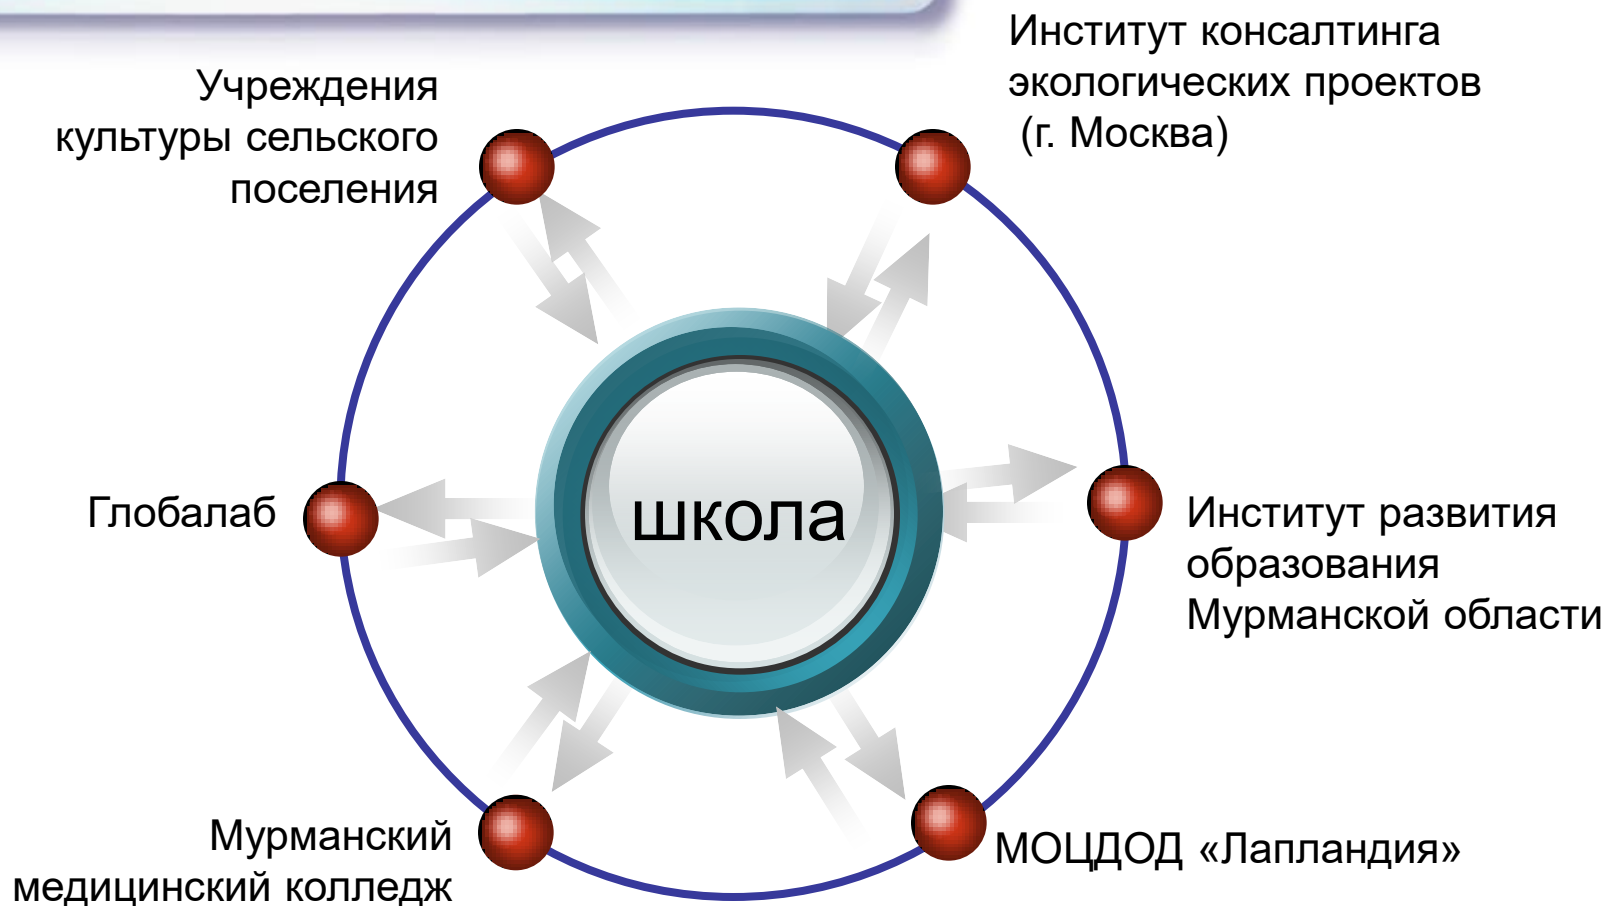 Институт консалтинга
экологических проектов
(г. Москва)
Учреждения
культуры сельского
поселения
школа
Глобалаб
Институт развития
образования
Мурманской области
Мурманский
медицинский колледж
МОЦДОД «Лапландия»